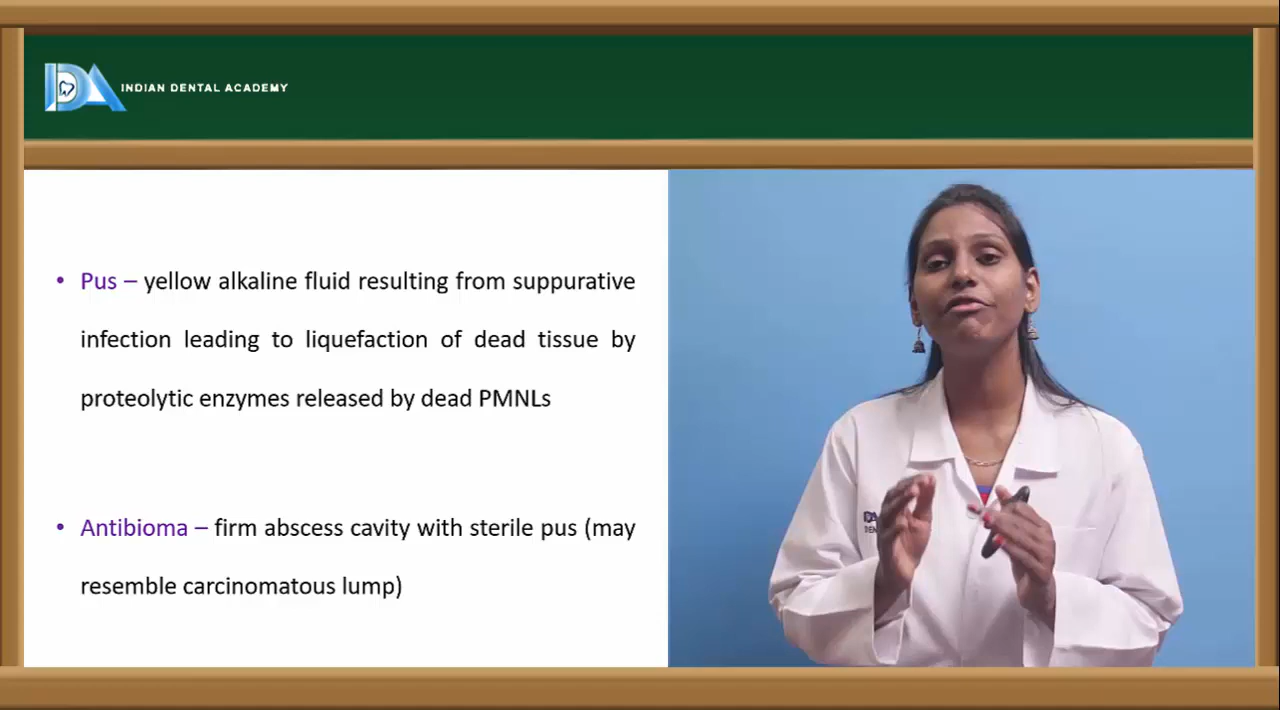 IDA INDIAN DENTAL ACADEMY
• Pus – yellow alkaline fluid resulting from suppurative
infection leading to liquefaction of dead tissue by
proteolytic enzymes released by dead PMNLs
• Antibioma – firm abscess cavity with sterile pus (may
resemble carcinomatous lump)